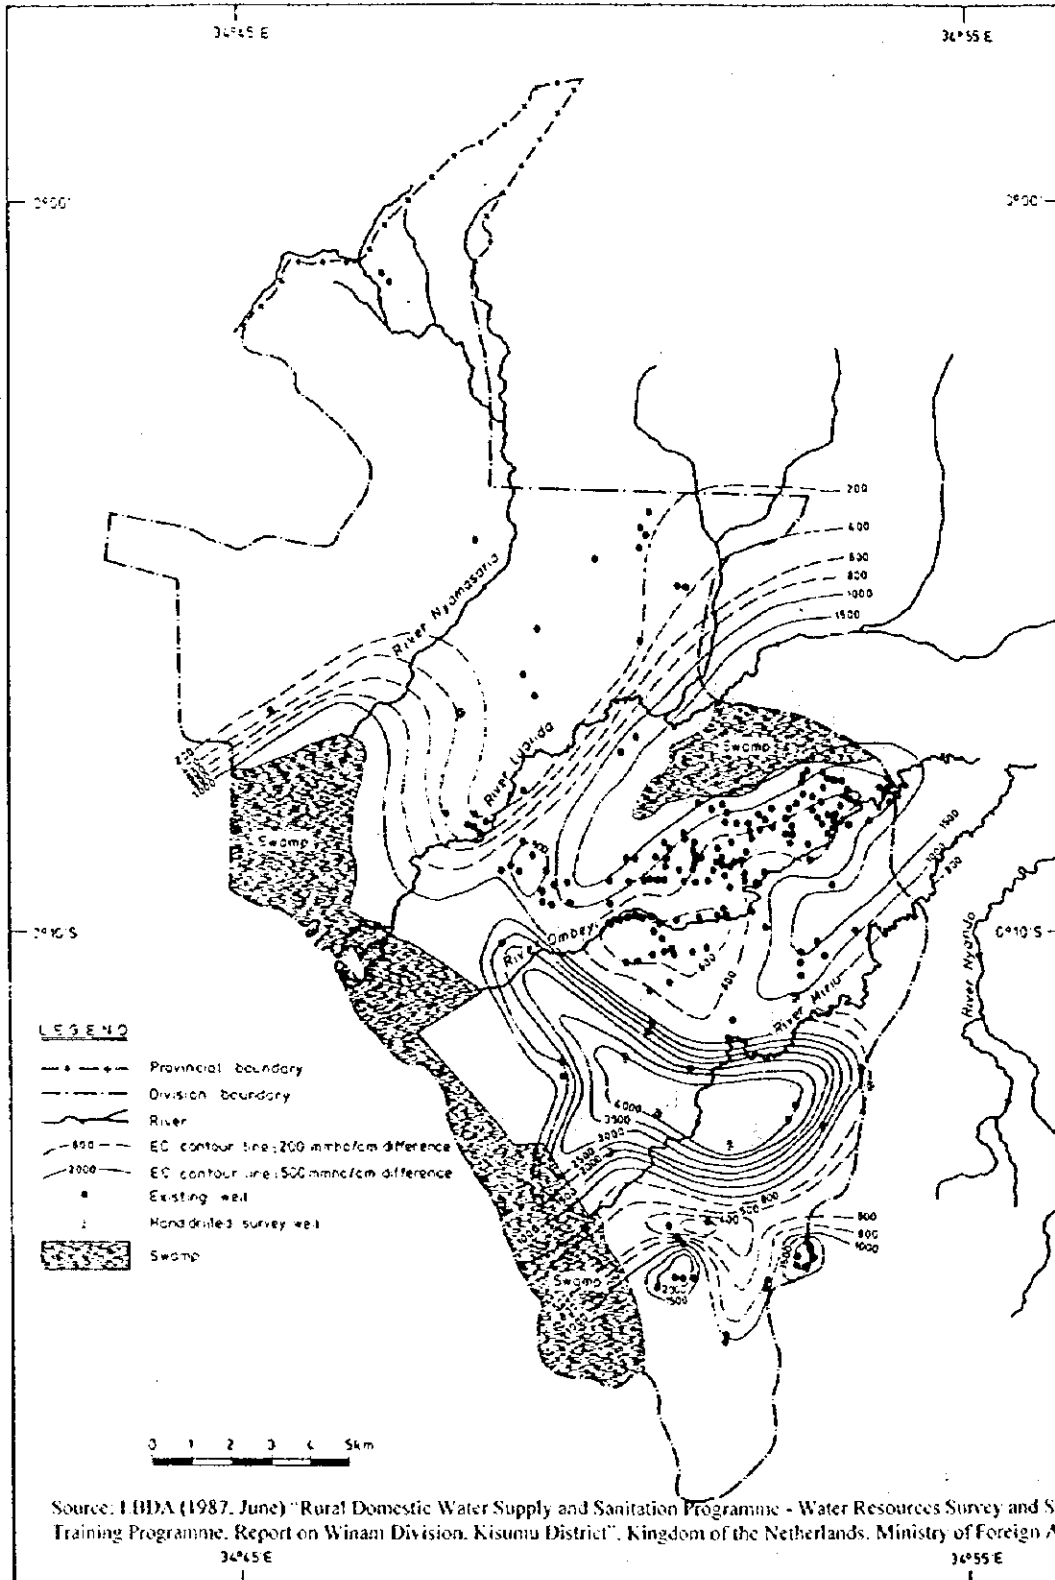 34°45'E
34°55'E
0°00'
0°00'
200
400
600
800
1000
1500
River Nyamasaria
River Luanda
Swamp
Swamp
1500
1000
800
River Ombeyi
0°10'S
0°10'S
600
800
River Miriu
River Nyando
LEGEND
Provincial boundary
Division boundary
River
800 EC contour line: 200 mmho/cm difference
2000 EC contour line: 500 mmho/cm difference
Existing well
Handdrilled survey well
Swamp
4000
3500
3000
2500
2000
800
500
400
600
800
1000
Swamp
2000
1500
0 1 2 3 4 5km
Source: LBDA (1987, June) "Rural Domestic Water Supply and Sanitation Programme - Water Resources Survey and S
Training Programme. Report on Winam Division, Kisumu District". Kingdom of the Netherlands. Ministry of Foreign A
34°45'E
34°55'E